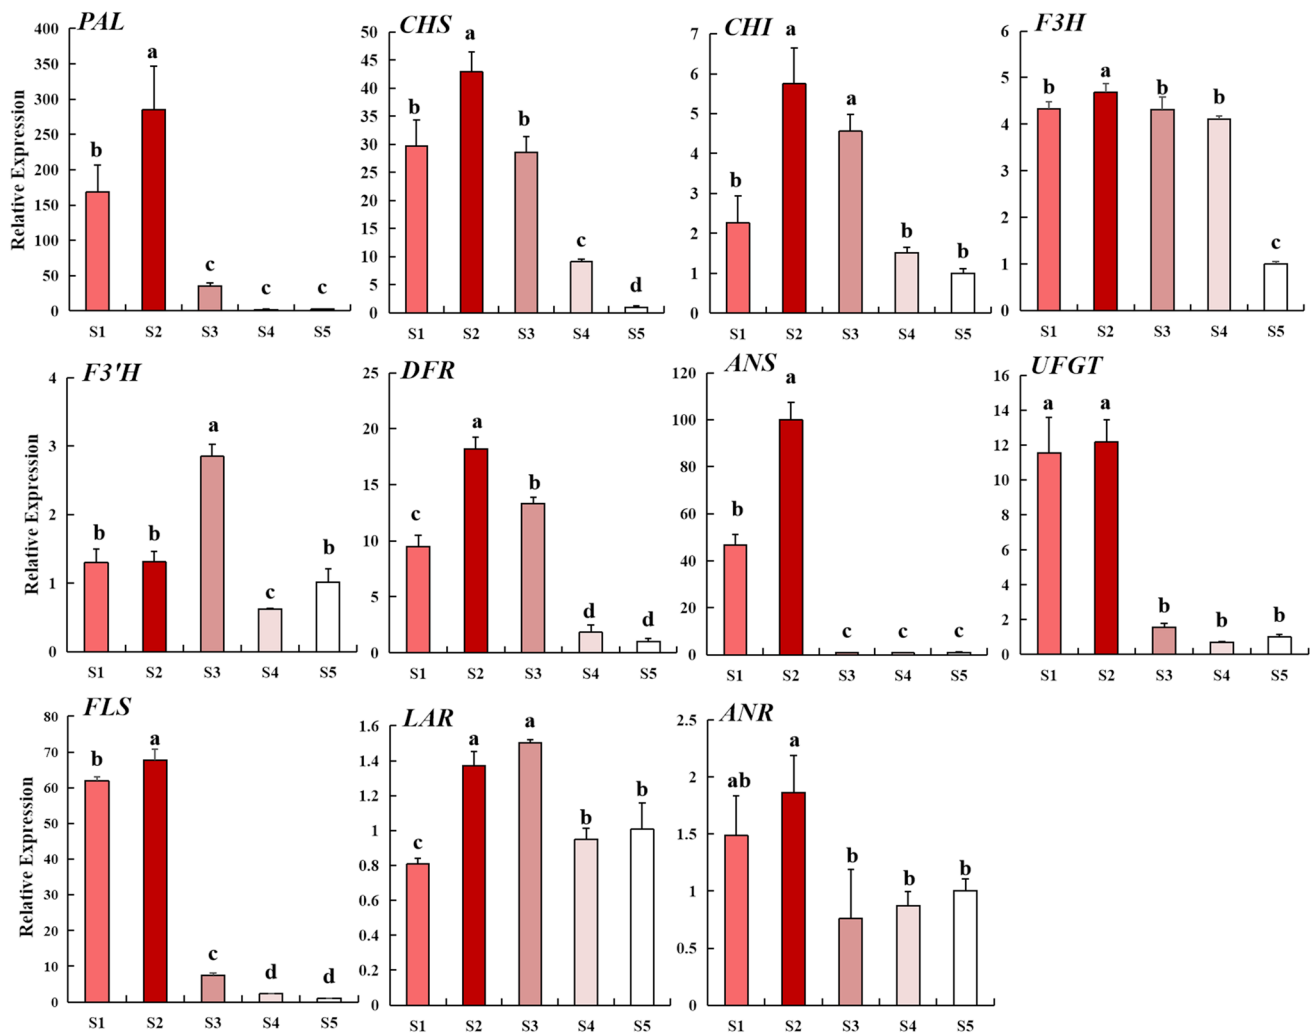 PAL
Relative Expression
400
350
300
250
200
150
100
50
0
b
a
c
c
c
S1 S2 S3 S4 S5
CHS
50
45
40
35
30
25
20
15
10
5
0
b
a
b
c
d
S1 S2 S3 S4 S5
CHI
7
6
5
4
3
2
1
0
b
a
a
b
b
S1 S2 S3 S4 S5
F3H
6
5
4
3
2
1
0
b
a
b
b
c
S1 S2 S3 S4 S5
F3'H
Relative Expression
4
3
2
1
0
b
b
a
c
b
S1 S2 S3 S4 S5
DFR
25
20
15
10
5
0
c
a
b
d
d
S1 S2 S3 S4 S5
ANS
120
100
80
60
40
20
0
b
a
c
c
c
S1 S2 S3 S4 S5
UFGT
16
14
12
10
8
6
4
2
0
a
a
b
b
b
S1 S2 S3 S4 S5
FLS
Relative Expression
80
70
60
50
40
30
20
10
0
b
a
c
d
d
S1 S2 S3 S4 S5
LAR
1.6
1.4
1.2
1
0.8
0.6
0.4
0.2
0
c
a
a
b
b
S1 S2 S3 S4 S5
ANR
2.5
2
1.5
1
0.5
0
ab
a
b
b
b
S1 S2 S3 S4 S5